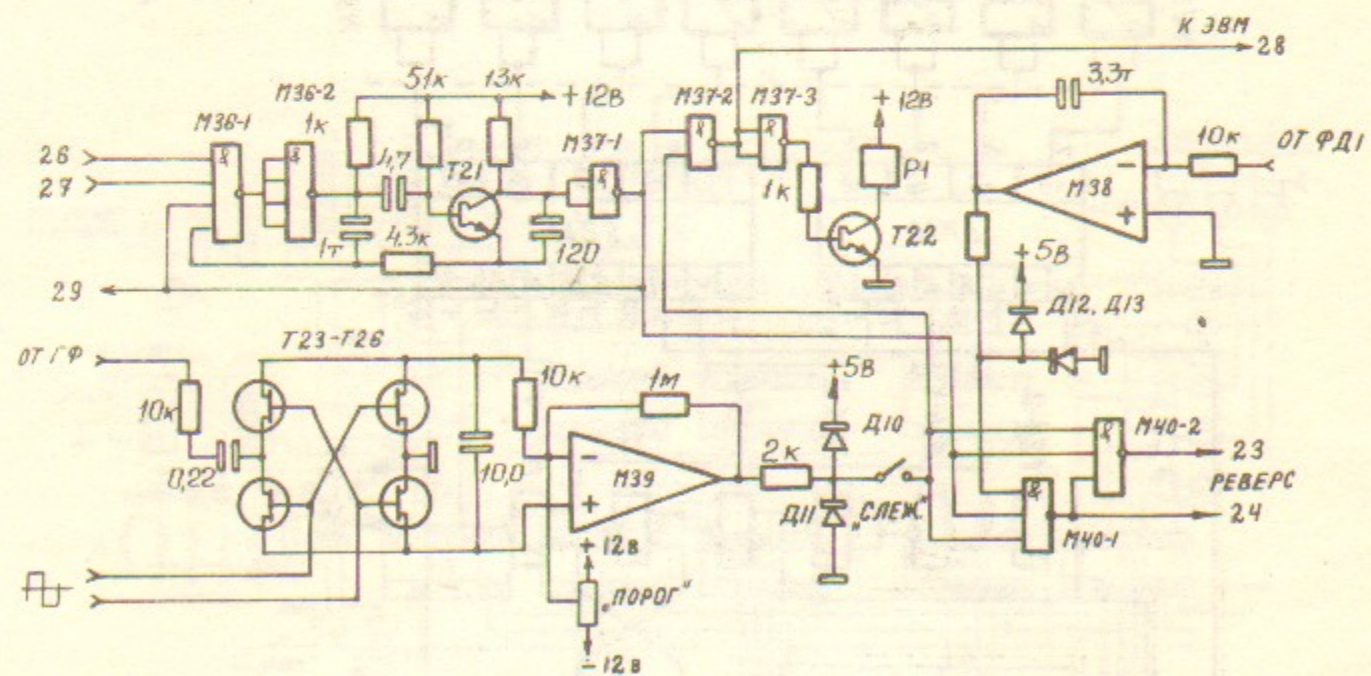 К ЭВМ
28
51к
13к
+12В
М36-2
1к
М36-1
&
&
26
27
4,7
Т21
М37-1
&
1т
4,3к
120
29
М37-2
М37-3
&
&
+12В
Р1
1к
Т22
3,3т
10к
ОТ ФД1
М38
-
+
+5В
Д12, Д13
ОТ ГФ
Т23-Т26
10к
0,22
10,0
10к
1м
-
+
М39
+5В
Д10
2к
Д11
„СЛЕЖ.“
+12В
„ПОРОГ“
-12В
&
М40-2
23
РЕВЕРС
&
24
М40-1